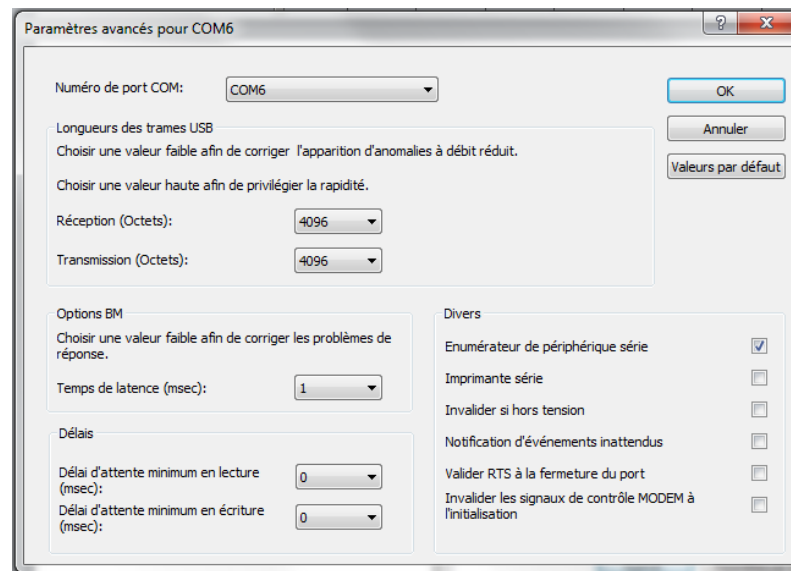 Paramètres avancés pour COM6
Numéro de port COM:
COM6
OK
Annuler
Valeurs par défaut
Longueurs des trames USB
Choisir une valeur faible afin de corriger l'apparition d'anomalies à débit réduit.
Choisir une valeur haute afin de privilégier la rapidité.
Réception (Octets):
4096
Transmission (Octets):
4096
Options BM
Choisir une valeur faible afin de corriger les problèmes de
réponse.
Temps de latence (msec):
1
Délais
Délai d'attente minimum en lecture
(msec):
0
Délai d'attente minimum en écriture
(msec):
0
Divers
Enumérateur de périphérique série
Imprimante série
Invalider si hors tension
Notification d'événements inattendus
Valider RTS à la fermeture du port
Invalider les signaux de contrôle MODEM à
l'initialisation